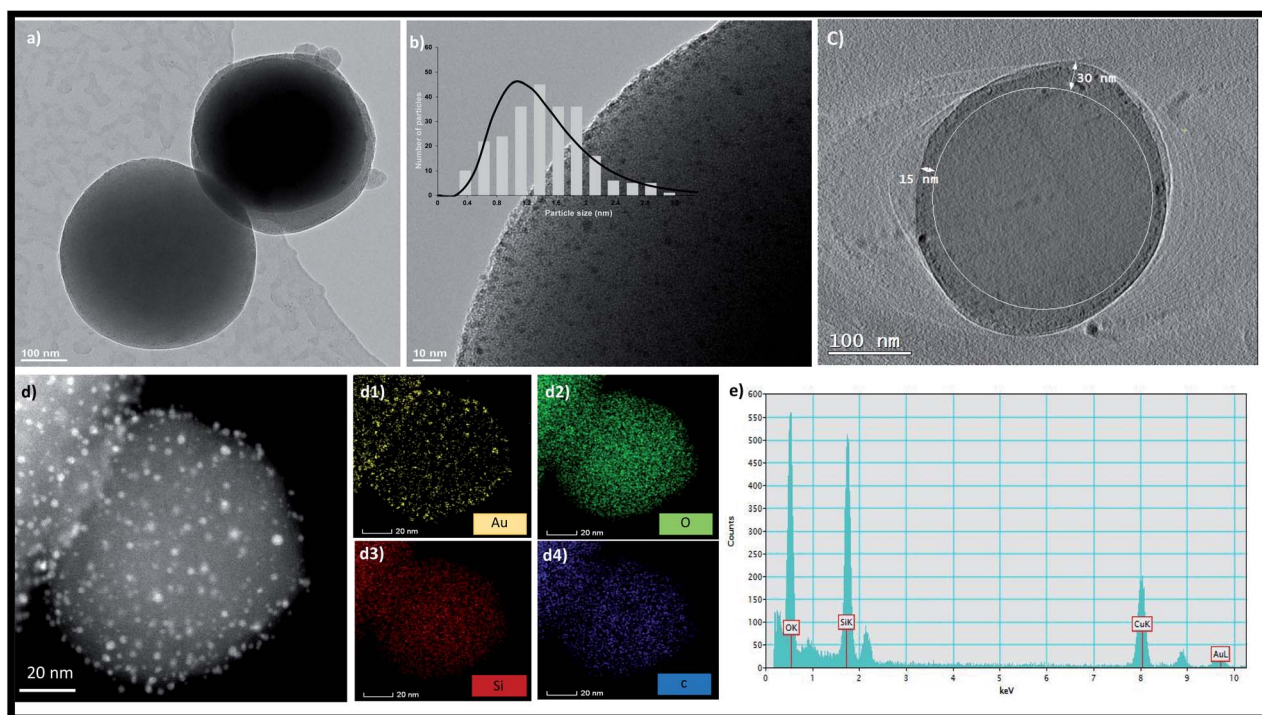 a)
100 nm
b)
60
50
40
30
20
10
0
Number of particles
0.4
0.8
1.2
1.6
2
2.4
2.8
Particle size (nm)
10 nm
C)
30 nm
15 nm
100 nm
d)
20 nm
d1)
20 nm
Au
d2)
20 nm
O
d3)
20 nm
Si
d4)
20 nm
c
e)
600
550
500
450
400
350
300
250
200
150
100
50
0
Counts
OK
SiK
CuK
AuL
0 1 2 3 4 5 6 7 8 9 10
keV